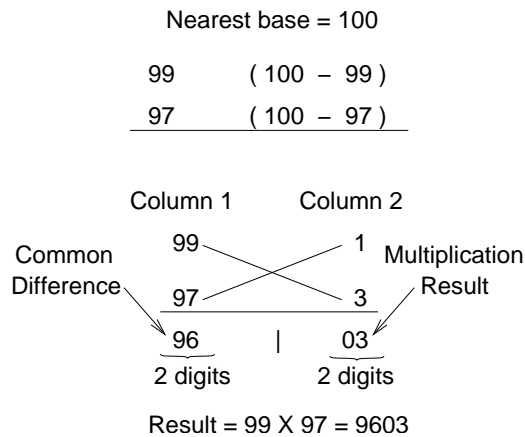 Nearest base = 100
99 ( 100 – 99 )
97 ( 100 – 97 )
Column 1 Column 2
99 1
Common Difference
Multiplication Result
97 3
96 | 03
2 digits 2 digits
Result = 99 X 97 = 9603